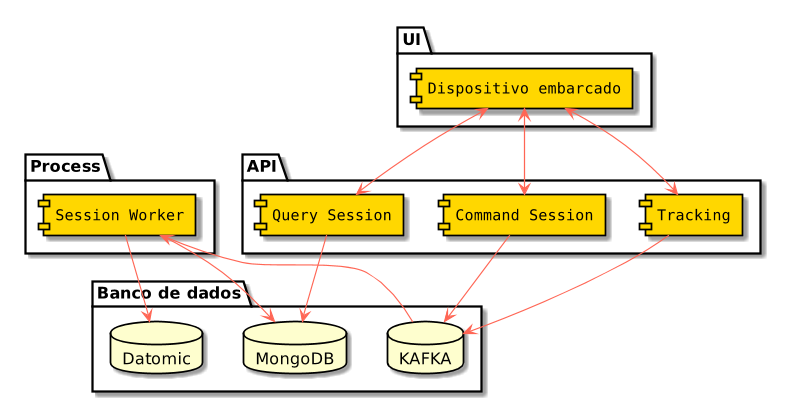 UI
Dispositivo embarcado
Process
API
Session Worker
Query Session
Command Session
Tracking
Banco de dados
Datomic
MongoDB
KAFKA